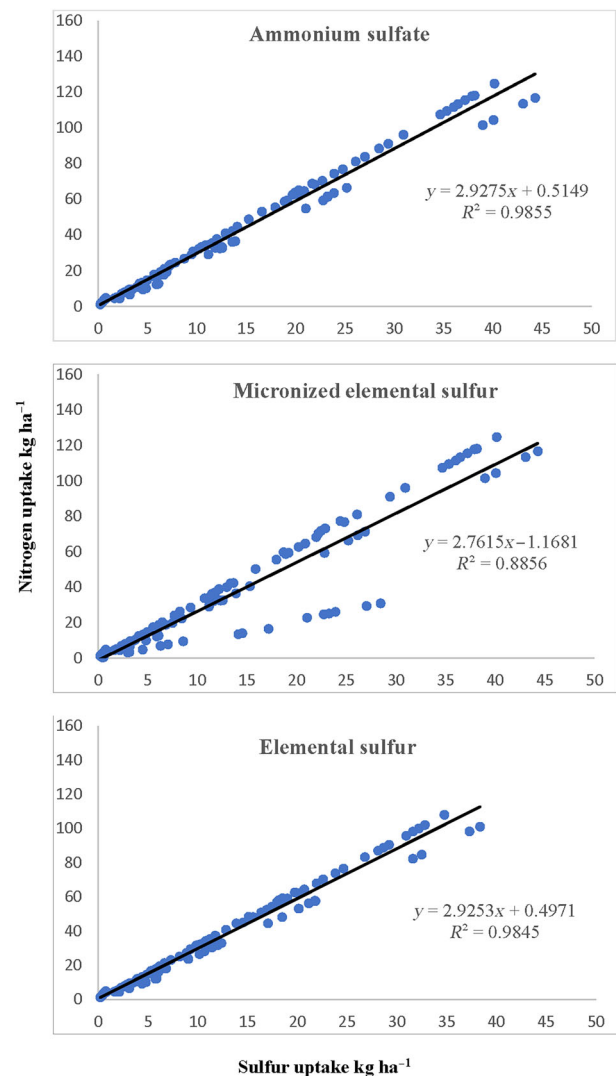 Ammonium sulfate
160
140
120
100
80
60
40
20
0
y = 2.9275x + 0.5149
R² = 0.9855
0 5 10 15 20 25 30 35 40 45 50
Nitrogen uptake kg ha⁻¹
Micronized elemental sulfur
160
140
120
100
80
60
40
20
0
y = 2.7615x−1.1681
R² = 0.8856
0 5 10 15 20 25 30 35 40 45 50
Elemental sulfur
160
140
120
100
80
60
40
20
0
y = 2.9253x + 0.4971
R² = 0.9845
0 5 10 15 20 25 30 35 40 45 50
Sulfur uptake kg ha⁻¹